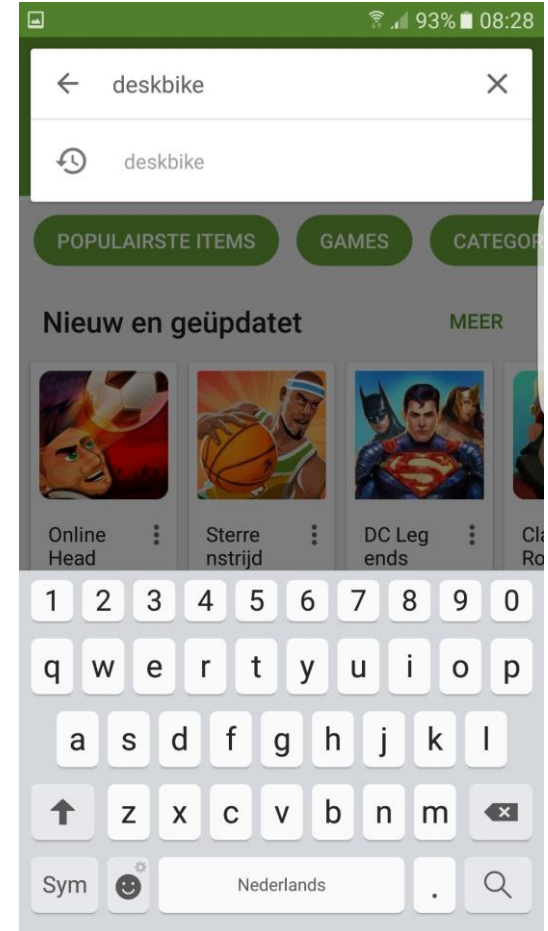 93% 08:28
deskbike
deskbike
POPULAIRSTE ITEMS GAMES CATEGOR
Nieuw en geüpdatet MEER
Online Head
Sterre nstrijd
DC Leg ends
Cla Ro
1 2 3 4 5 6 7 8 9 0
q w e r t y u i o p
a s d f g h j k l
z x c v b n m
Sym Nederlands .